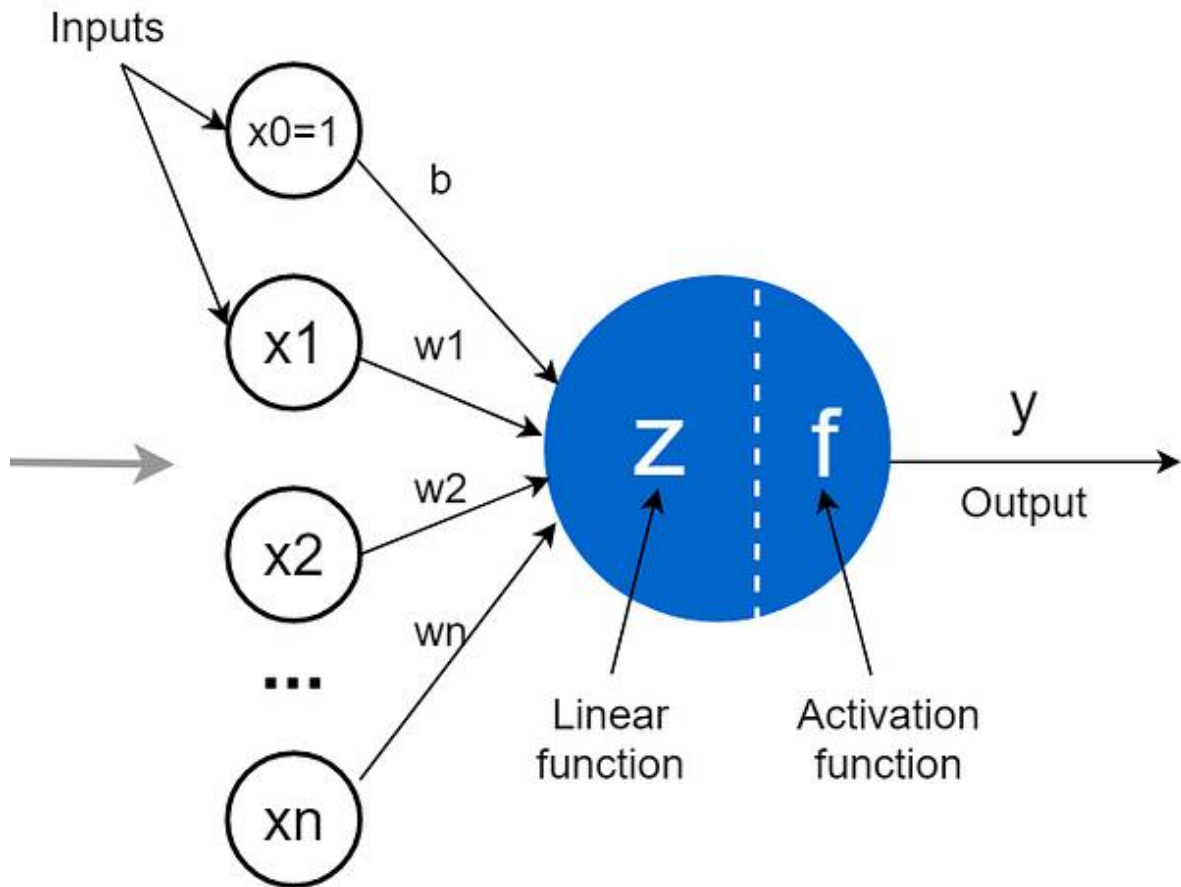 Inputs
x0=1
b
x1
w1
z
f
y
Output
w2
x2
wn
...
xn
Linear
function
Activation
function